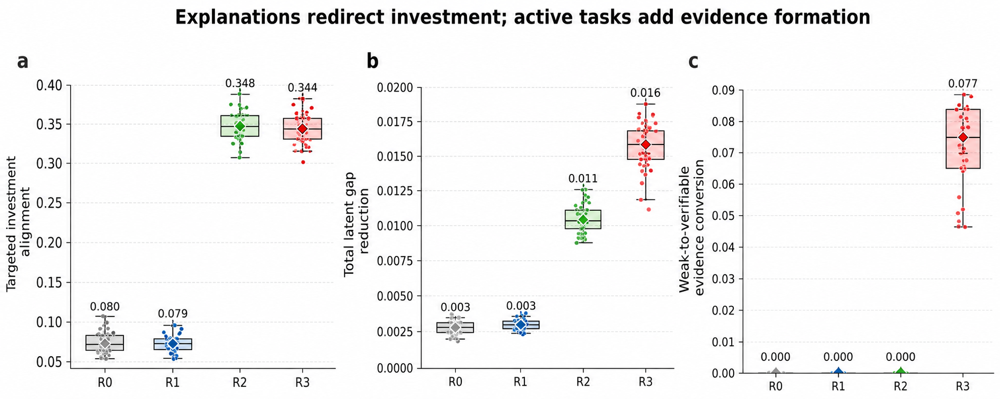 Explanations redirect investment; active tasks add evidence formation
a
Targeted investment
alignment
0.40
0.35
0.30
0.25
0.20
0.15
0.10
0.05
0.080
0.079
0.348
0.344
R0
R1
R2
R3
b
Total latent gap
reduction
0.0200
0.0175
0.0150
0.0125
0.0100
0.0075
0.0050
0.0025
0.0000
0.003
0.003
0.011
0.016
R0
R1
R2
R3
c
Weak-to-verifiable
evidence conversion
0.09
0.08
0.07
0.06
0.05
0.04
0.03
0.02
0.01
0.00
0.000
0.000
0.000
0.077
R0
R1
R2
R3